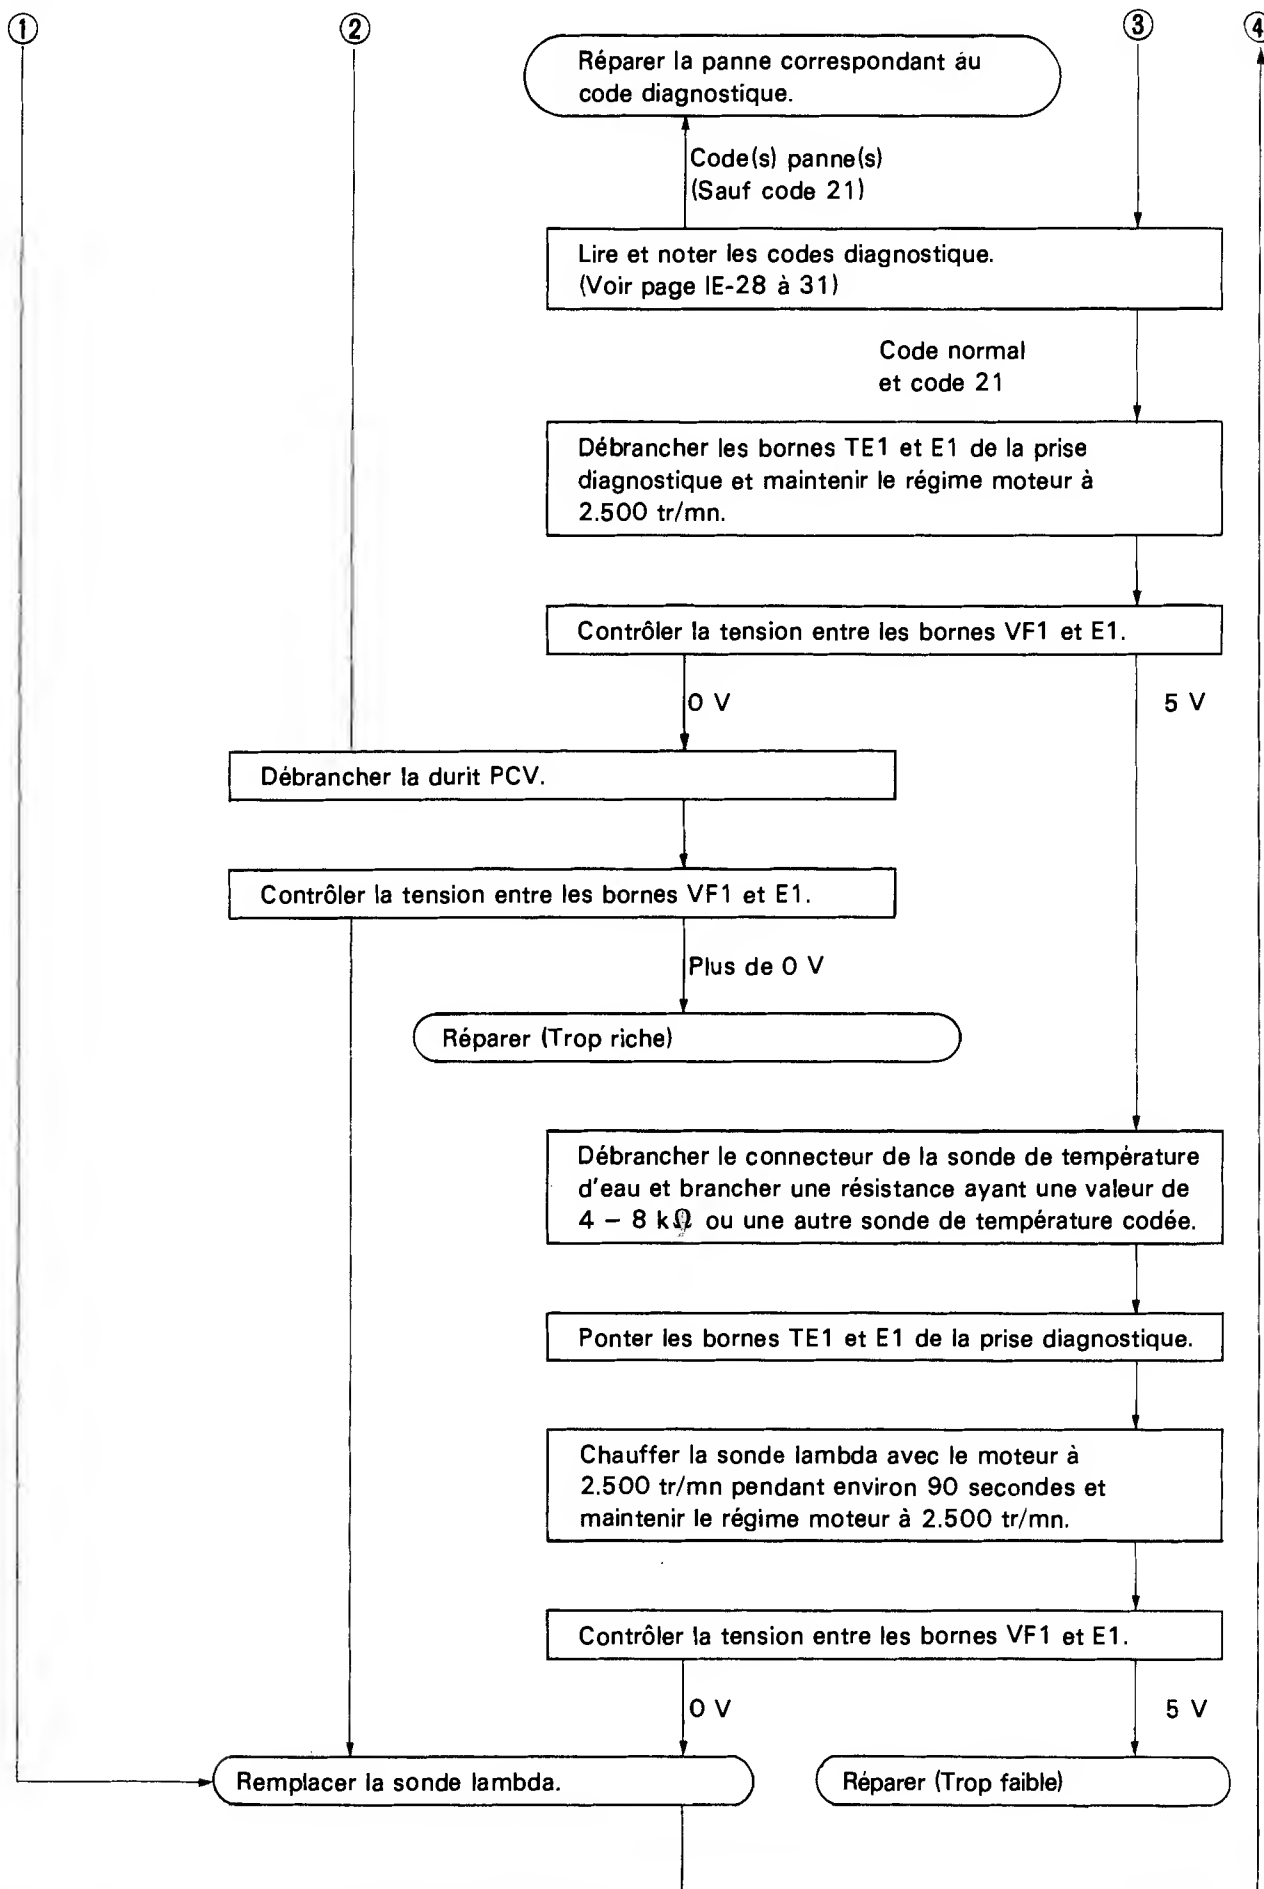 ① ② ③ ④
Réparer la panne correspondant au
code diagnostique.
Code(s) panne(s)
(Sauf code 21)
Lire et noter les codes diagnostique.
(Voir page IE-28 à 31)
Code normal
et code 21
Débrancher les bornes TE1 et E1 de la prise
diagnostique et maintenir le régime moteur à
2.500 tr/mn.
Contrôler la tension entre les bornes VF1 et E1.
0 V 5 V
Débrancher la durit PCV.
Contrôler la tension entre les bornes VF1 et E1.
Plus de 0 V
Réparer (Trop riche)
Débrancher le connecteur de la sonde de température
d'eau et brancher une résistance ayant une valeur de
4 – 8 kΩ ou une autre sonde de température codée.
Ponter les bornes TE1 et E1 de la prise diagnostique.
Chauffer la sonde lambda avec le moteur à
2.500 tr/mn pendant environ 90 secondes et
maintenir le régime moteur à 2.500 tr/mn.
Contrôler la tension entre les bornes VF1 et E1.
0 V 5 V
Remplacer la sonde lambda. Réparer (Trop faible)